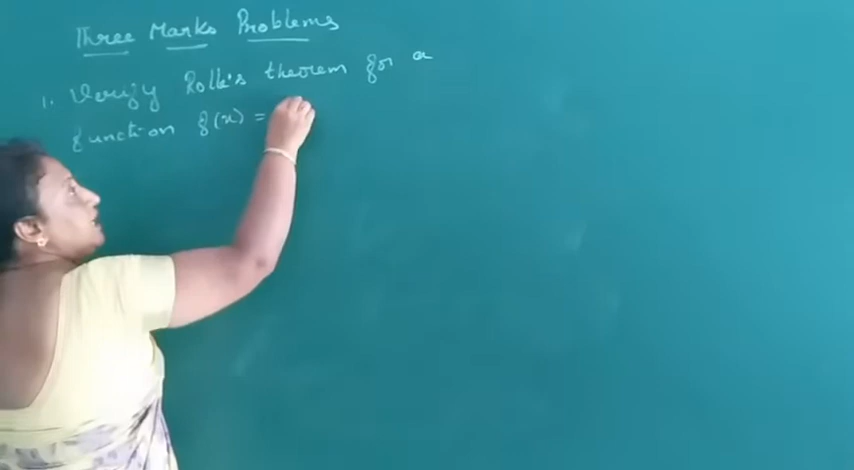 Three Marks Problems
1. Verify Rolle's theorem for a
function f(x) =